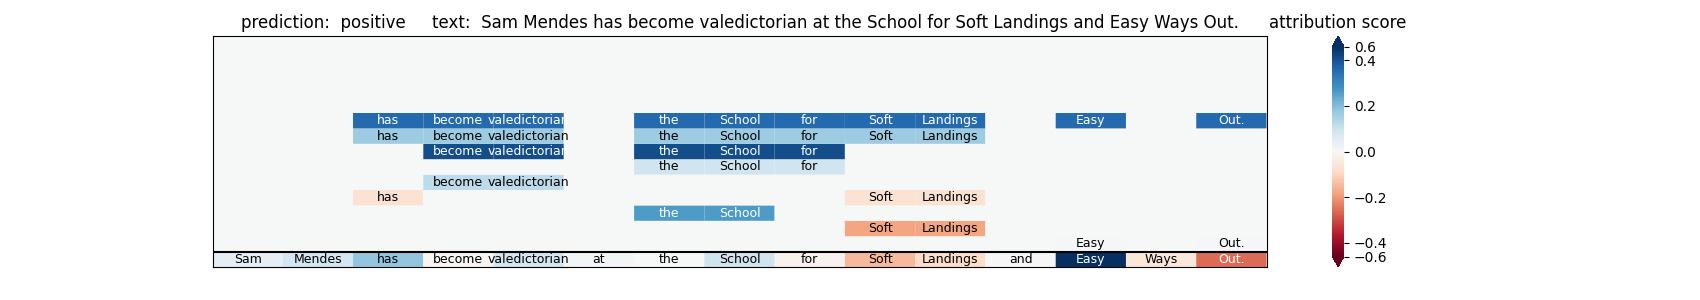 prediction: positive text: Sam Mendes has become valedictorian at the School for Soft Landings and Easy Ways Out. attribution score
0.6
0.4
0.2
0.0
−0.2
−0.4
−0.6
has become valedictorian the School for Soft Landings Easy Out.
has become valedictorian the School for Soft Landings
become valedictorian the School for
the School for
become valedictorian
has Soft Landings
the School
Soft Landings
Easy Out.
Sam Mendes has become valedictorian at the School for Soft Landings and Easy Ways Out.